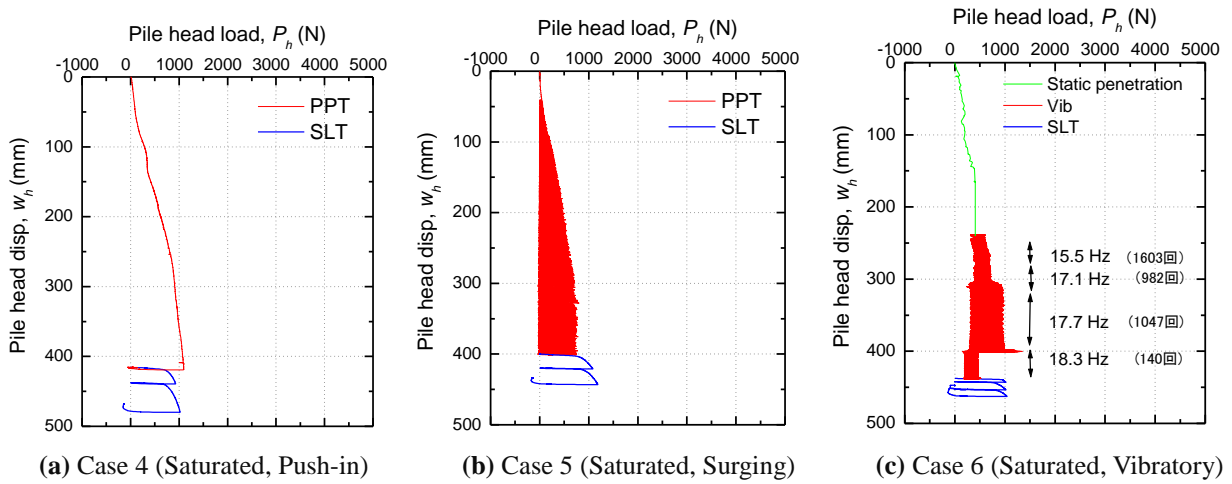 Pile head load, P_h (N)
-1000 0 1000 2000 3000 4000 5000
0
100
200
300
400
500
Pile head disp, w_h (mm)
PPT
SLT
(a) Case 4 (Saturated, Push-in)
Pile head load, P_h (N)
-1000 0 1000 2000 3000 4000 5000
0
100
200
300
400
500
Pile head disp, w_h (mm)
PPT
SLT
(b) Case 5 (Saturated, Surging)
Pile head load, P_h (N)
-1000 0 1000 2000 3000 4000 5000
0
100
200
300
400
500
Pile head disp, w_h (mm)
Static penetration
Vib
SLT
15.5 Hz (1603回)
17.1 Hz (982回)
17.7 Hz (1047回)
18.3 Hz (140回)
(c) Case 6 (Saturated, Vibratory)